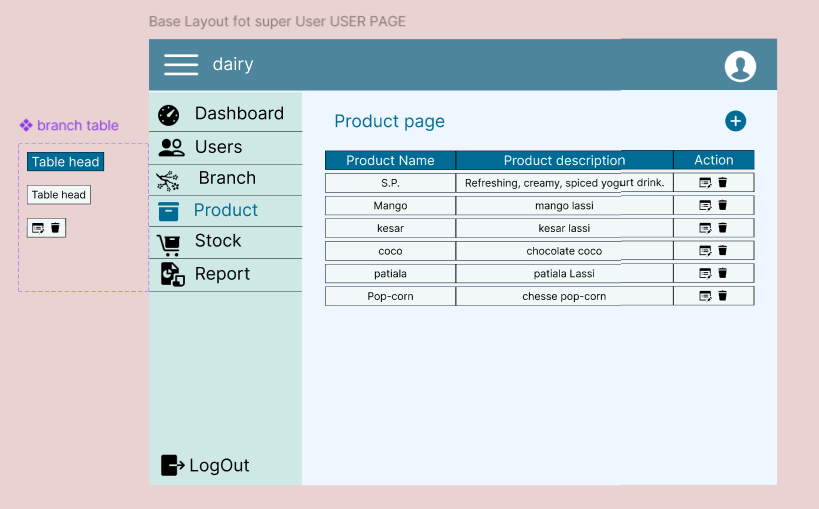 Base Layout fot super User USER PAGE
dairy
branch table
Table head
Table head
Dashboard
Users
Branch
Product
Stock
Report
LogOut
Product page
Product Name Product description Action
S.P. Refreshing, creamy, spiced yogurt drink.
Mango mango lassi
kesar kesar lassi
coco chocolate coco
patiala patiala Lassi
Pop-corn chesse pop-corn